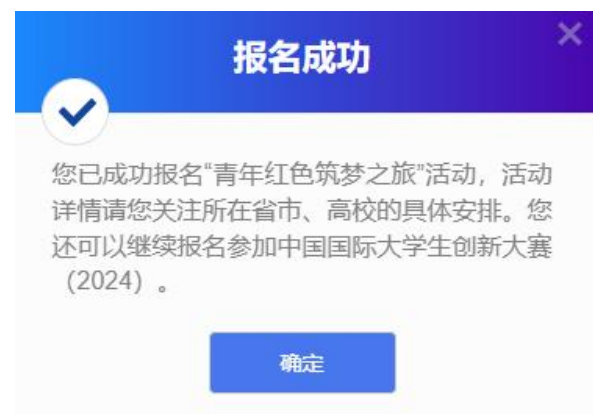 报名成功
您已成功报名“青年红色筑梦之旅”活动，活动
详情请您关注所在省市、高校的具体安排。您
还可以继续报名参加中国国际大学生创新大赛
（2024）。
确定